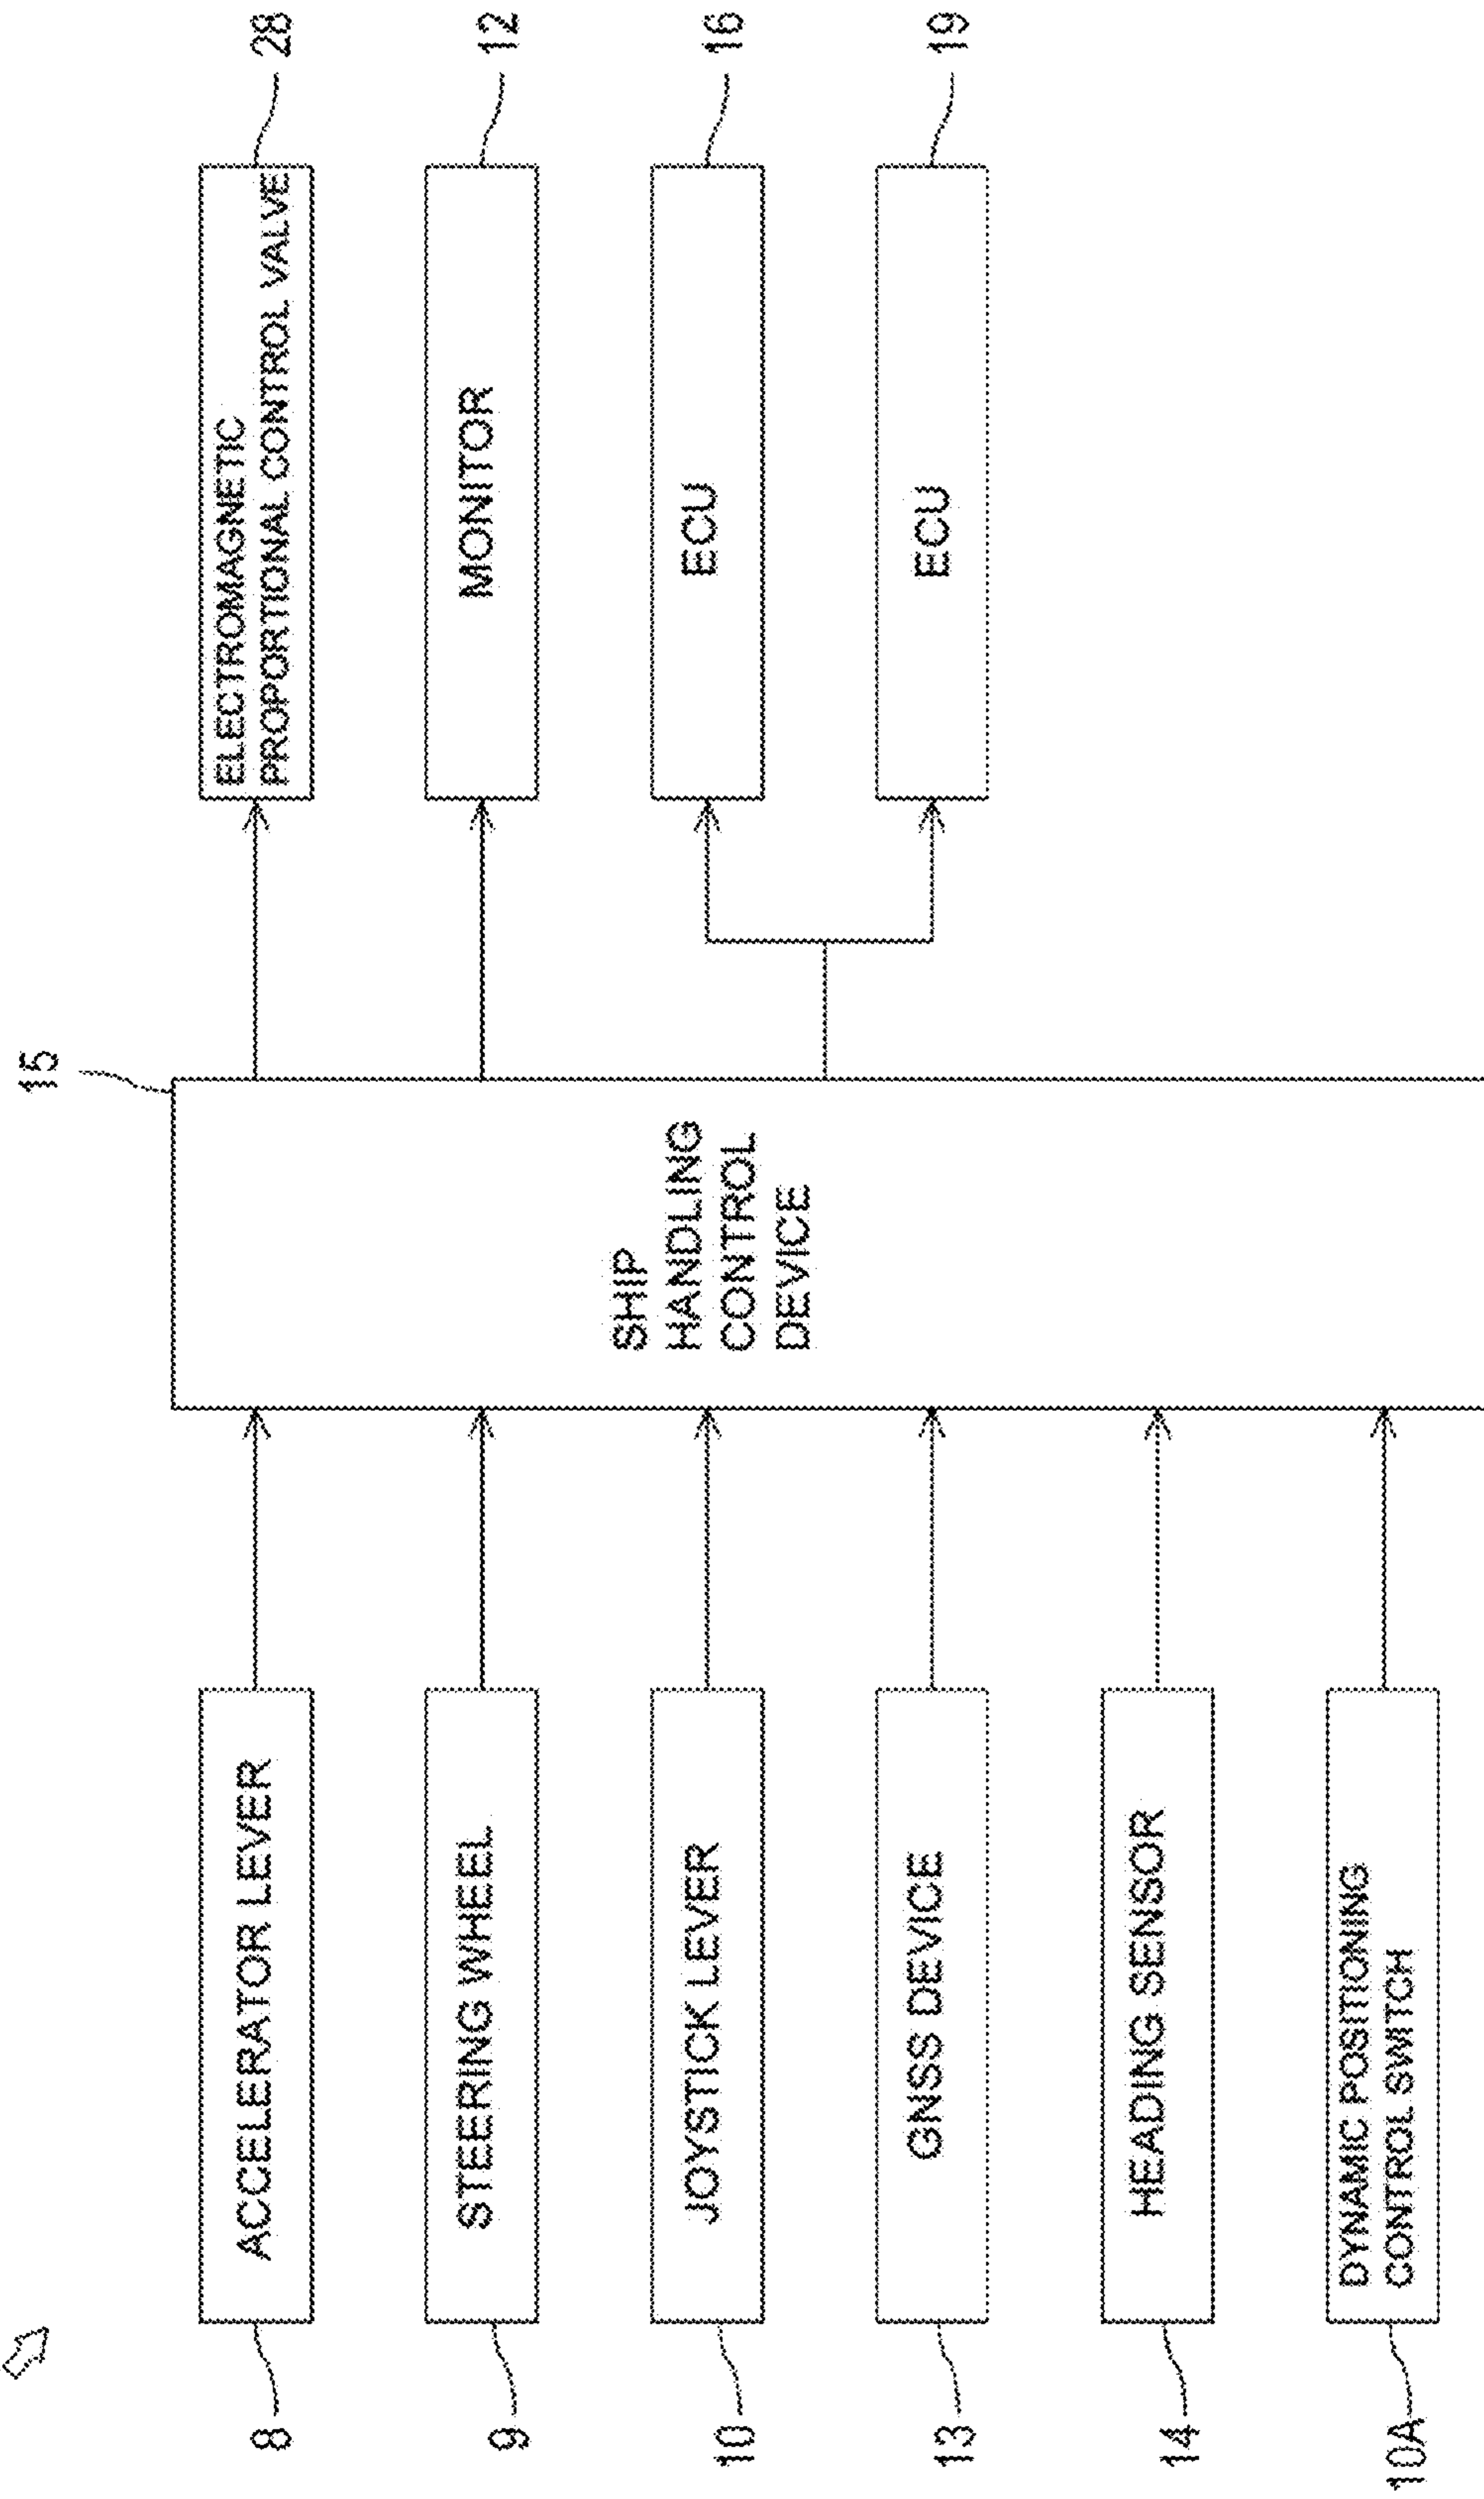 15
8
ACCELERATOR LEVER
9
STEERING WHEEL
10
JOYSTICK LEVER
13
GNSS DEVICE
14
HEADING SENSOR
10A
DYNAMIC POSITIONING
CONTROL SWITCH
SHIP
HANDLING
CONTROL
DEVICE
ELECTROMAGNETIC
PROPORTIONAL CONTROL VALVE
28
MONITOR
12
ECU
16
ECU
19